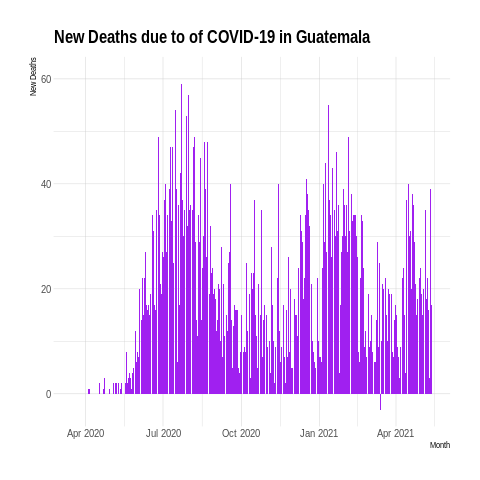 New Deaths due to of COVID-19 in Guatemala
New Deaths
60
40
20
0
Apr 2020 Jul 2020 Oct 2020 Jan 2021 Apr 2021
Month